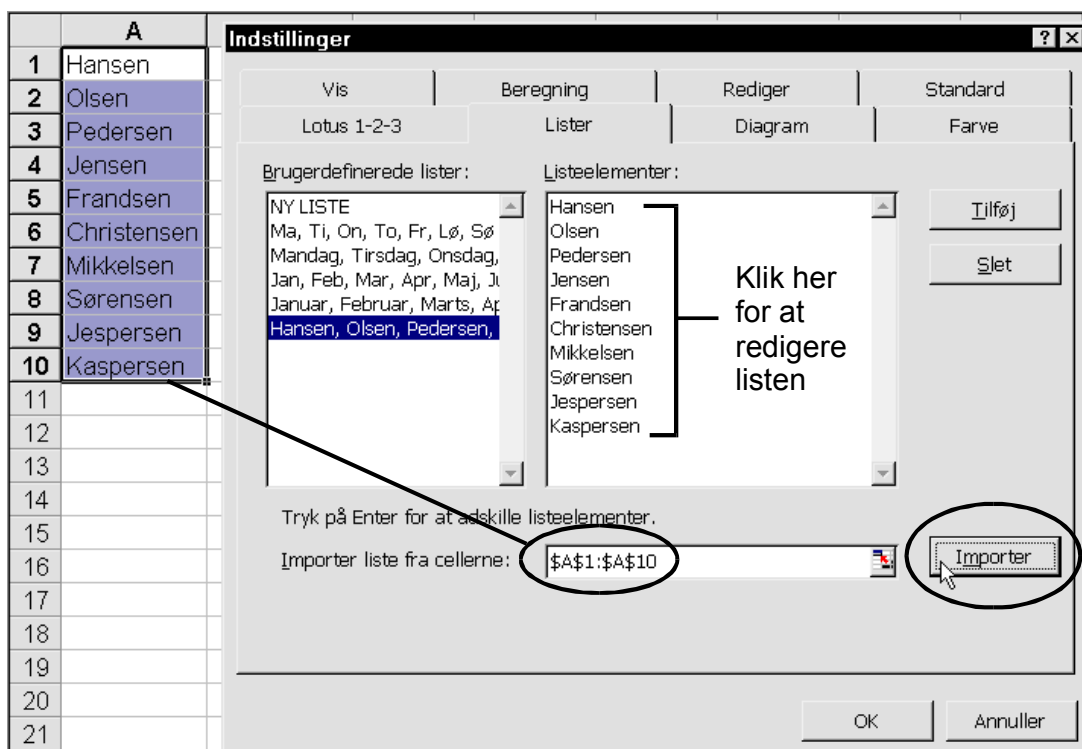 A
1 Hansen
2 Olsen
3 Pedersen
4 Jensen
5 Frandsen
6 Christensen
7 Mikkelsen
8 Sørensen
9 Jespersen
10 Kaspersen
11
12
13
14
15
16
17
18
19
20
21
Indstillinger
Vis Beregning Rediger Standard
Lotus 1-2-3 Lister Diagram Farve
Brugerdefinerede lister:
NY LISTE
Ma, Ti, On, To, Fr, Lø, Sø
Mandag, Tirsdag, Onsdag,
Jan, Feb, Mar, Apr, Maj,
Januar, Februar, Marts,
Hansen, Olsen, Pedersen,
Listeelementer:
Hansen
Olsen
Pedersen
Jensen
Frandsen
Christensen
Mikkelsen
Sørensen
Jespersen
Kaspersen
Klik her
for at
redigere
listen
Tilføj
Slet
Tryk på Enter for at adskille listeelementer.
Importer liste fra cellerne: $A$1:$A$10 Importer
OK Annuller